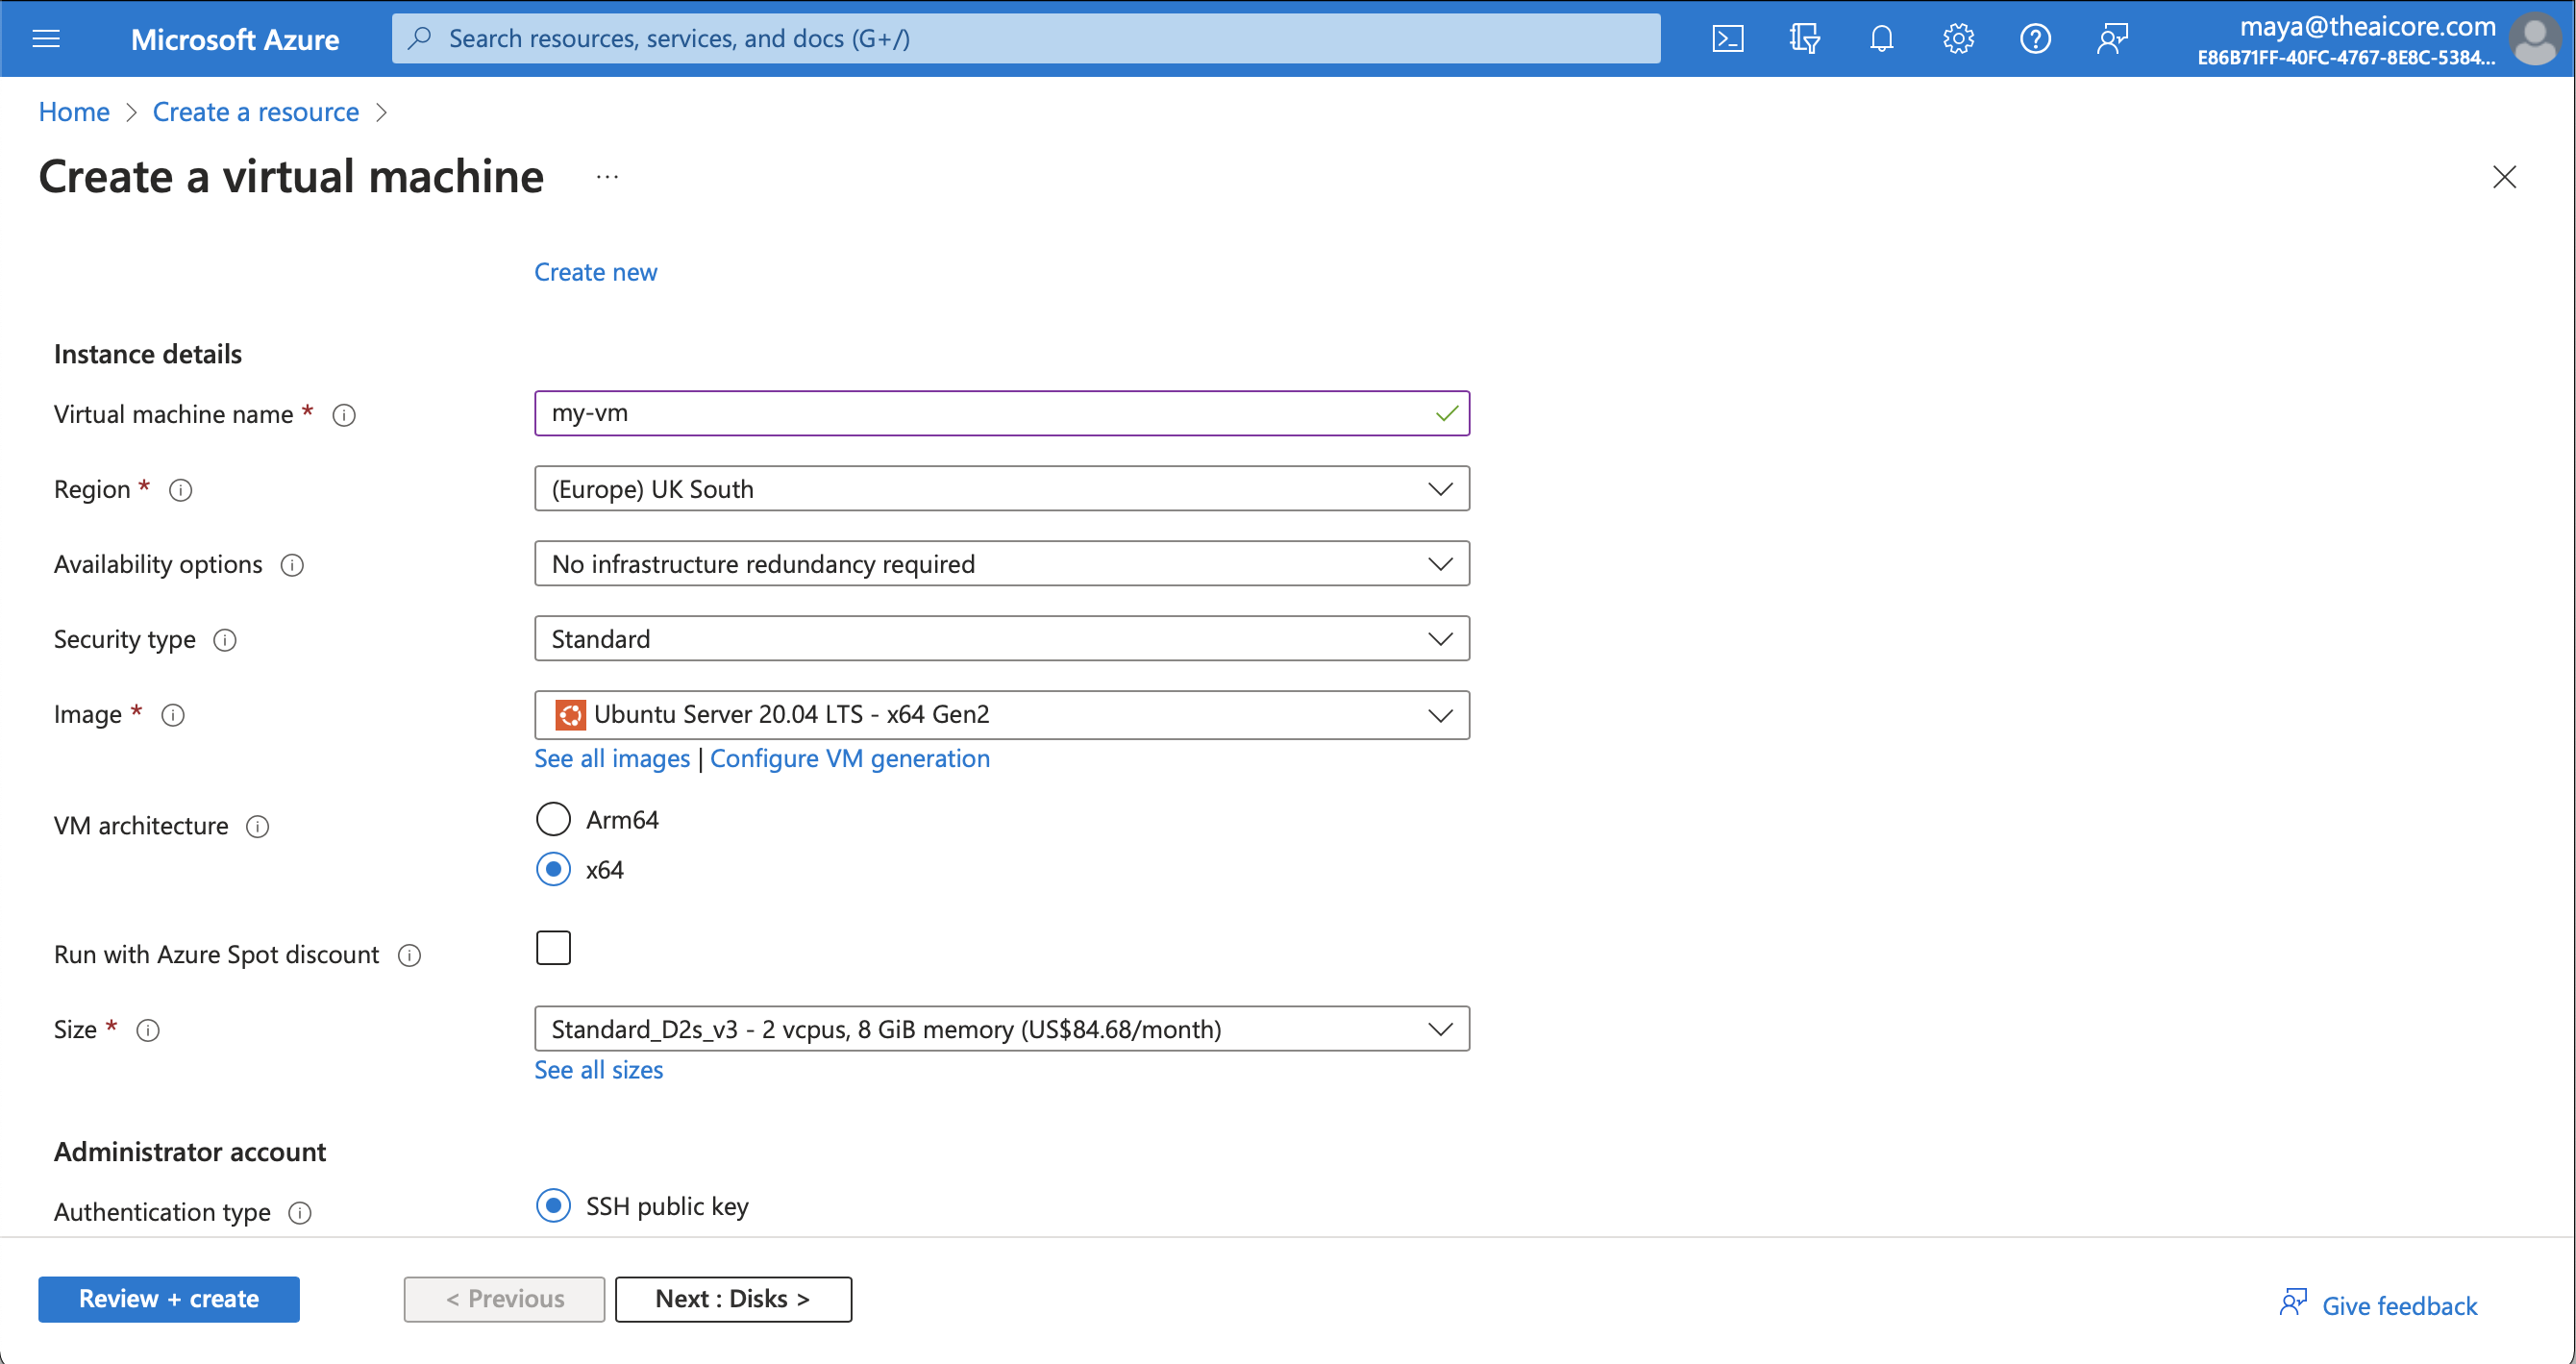 Microsoft Azure
Search resources, services, and docs (G+/)
maya@theaicore.com
E86B71FF-40FC-4767-8E8C-5384...
Home > Create a resource >
Create a virtual machine ...
Create new
Instance details
Virtual machine name * my-vm
Region * (Europe) UK South
Availability options No infrastructure redundancy required
Security type Standard
Image * Ubuntu Server 20.04 LTS - x64 Gen2
See all images | Configure VM generation
VM architecture Arm64
x64
Run with Azure Spot discount
Size * Standard_D2s_v3 - 2 vcpus, 8 GiB memory (US$84.68/month)
See all sizes
Administrator account
Authentication type SSH public key
Review + create < Previous Next : Disks > Give feedback